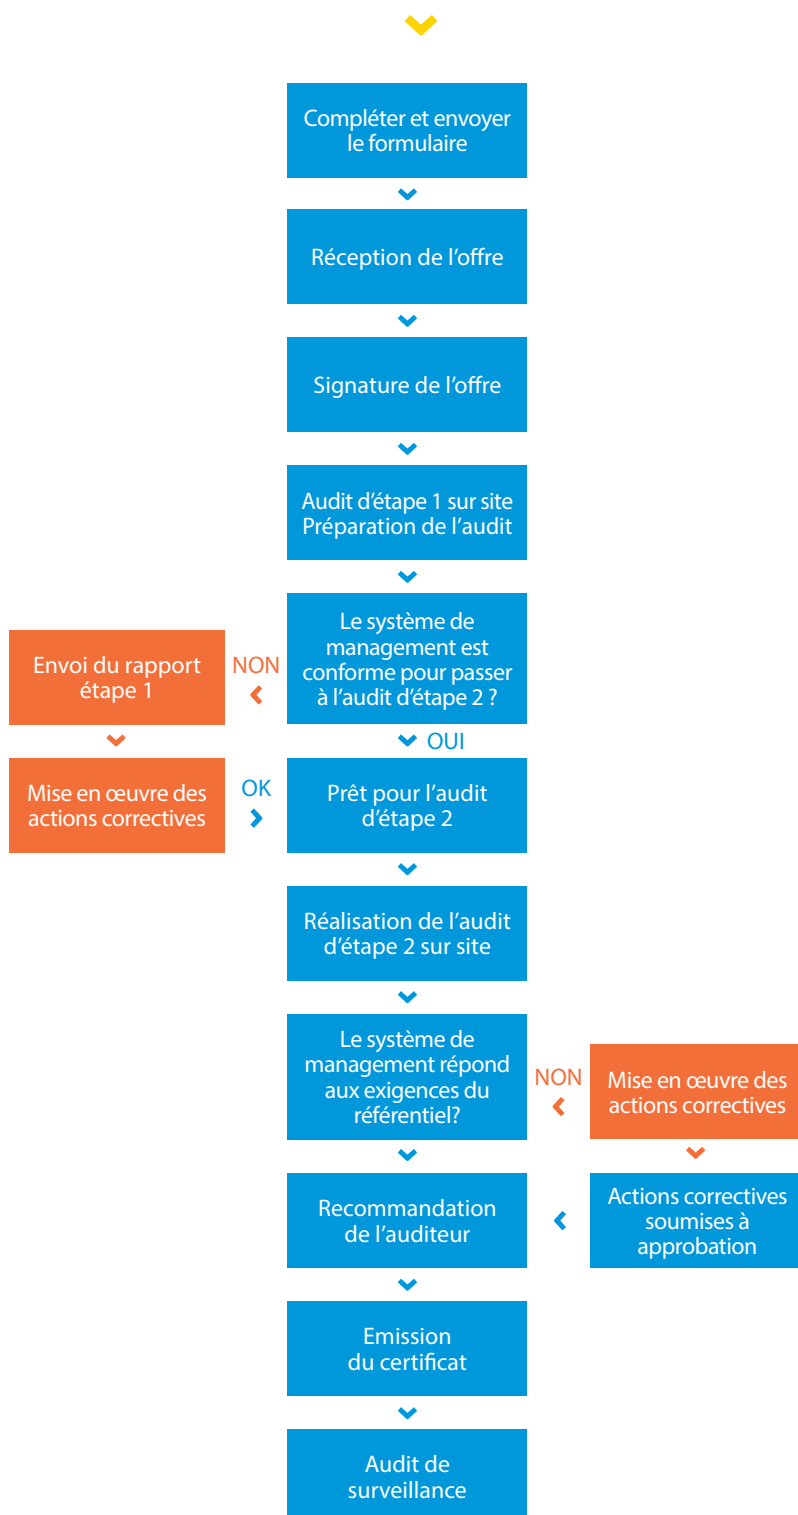 Compléter et envoyer
le formulaire
Réception de l’offre
Signature de l’offre
Audit d’étape 1 sur site
Préparation de l’audit
Le système de
management est
conforme pour passer
à l’audit d’étape 2 ?
NON
Envoi du rapport
étape 1
OUI
Mise en œuvre des
actions correctives
OK
Prêt pour l’audit
d’étape 2
Réalisation de l’audit
d’étape 2 sur site
Le système de
management répond
aux exigences du
référentiel?
NON
Mise en œuvre des
actions correctives
Actions correctives
soumises à
approbation
Recommandation
de l’auditeur
Emission
du certificat
Audit de
surveillance